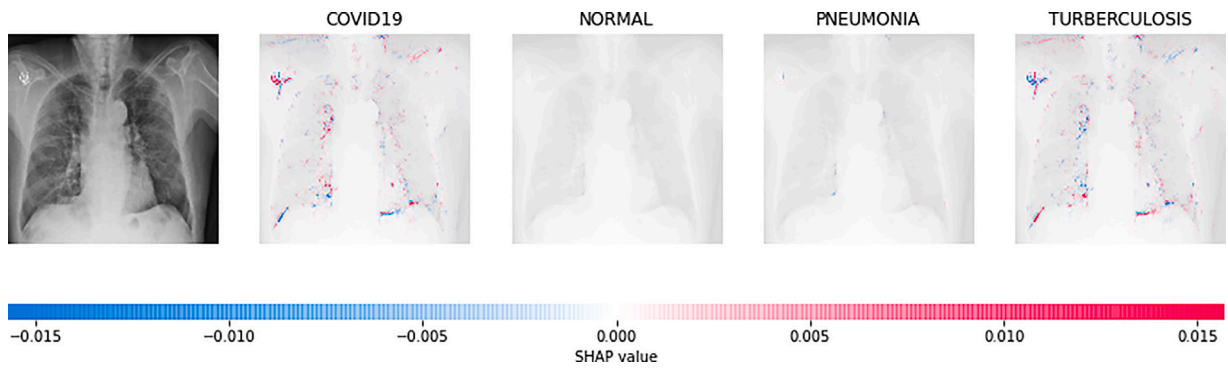 COVID19 NORMAL PNEUMONIA TURBERCULOSIS
−0.015 −0.010 −0.005 0.000 0.005 0.010 0.015
SHAP value